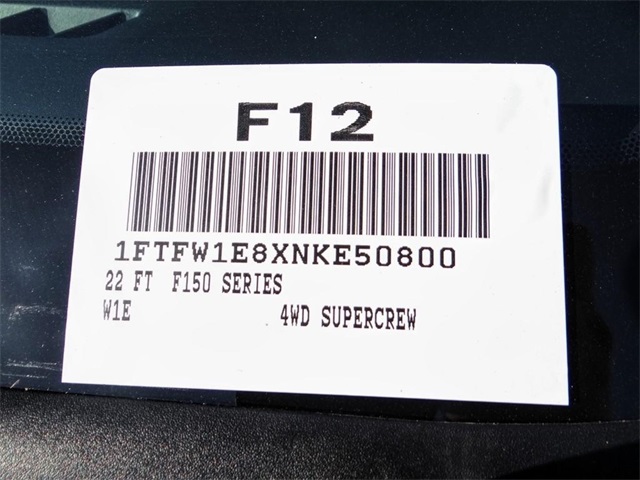 F12
1FTFW1E8XNKE50800
22 FT F150 SERIES
W1E 4WD SUPERCREW